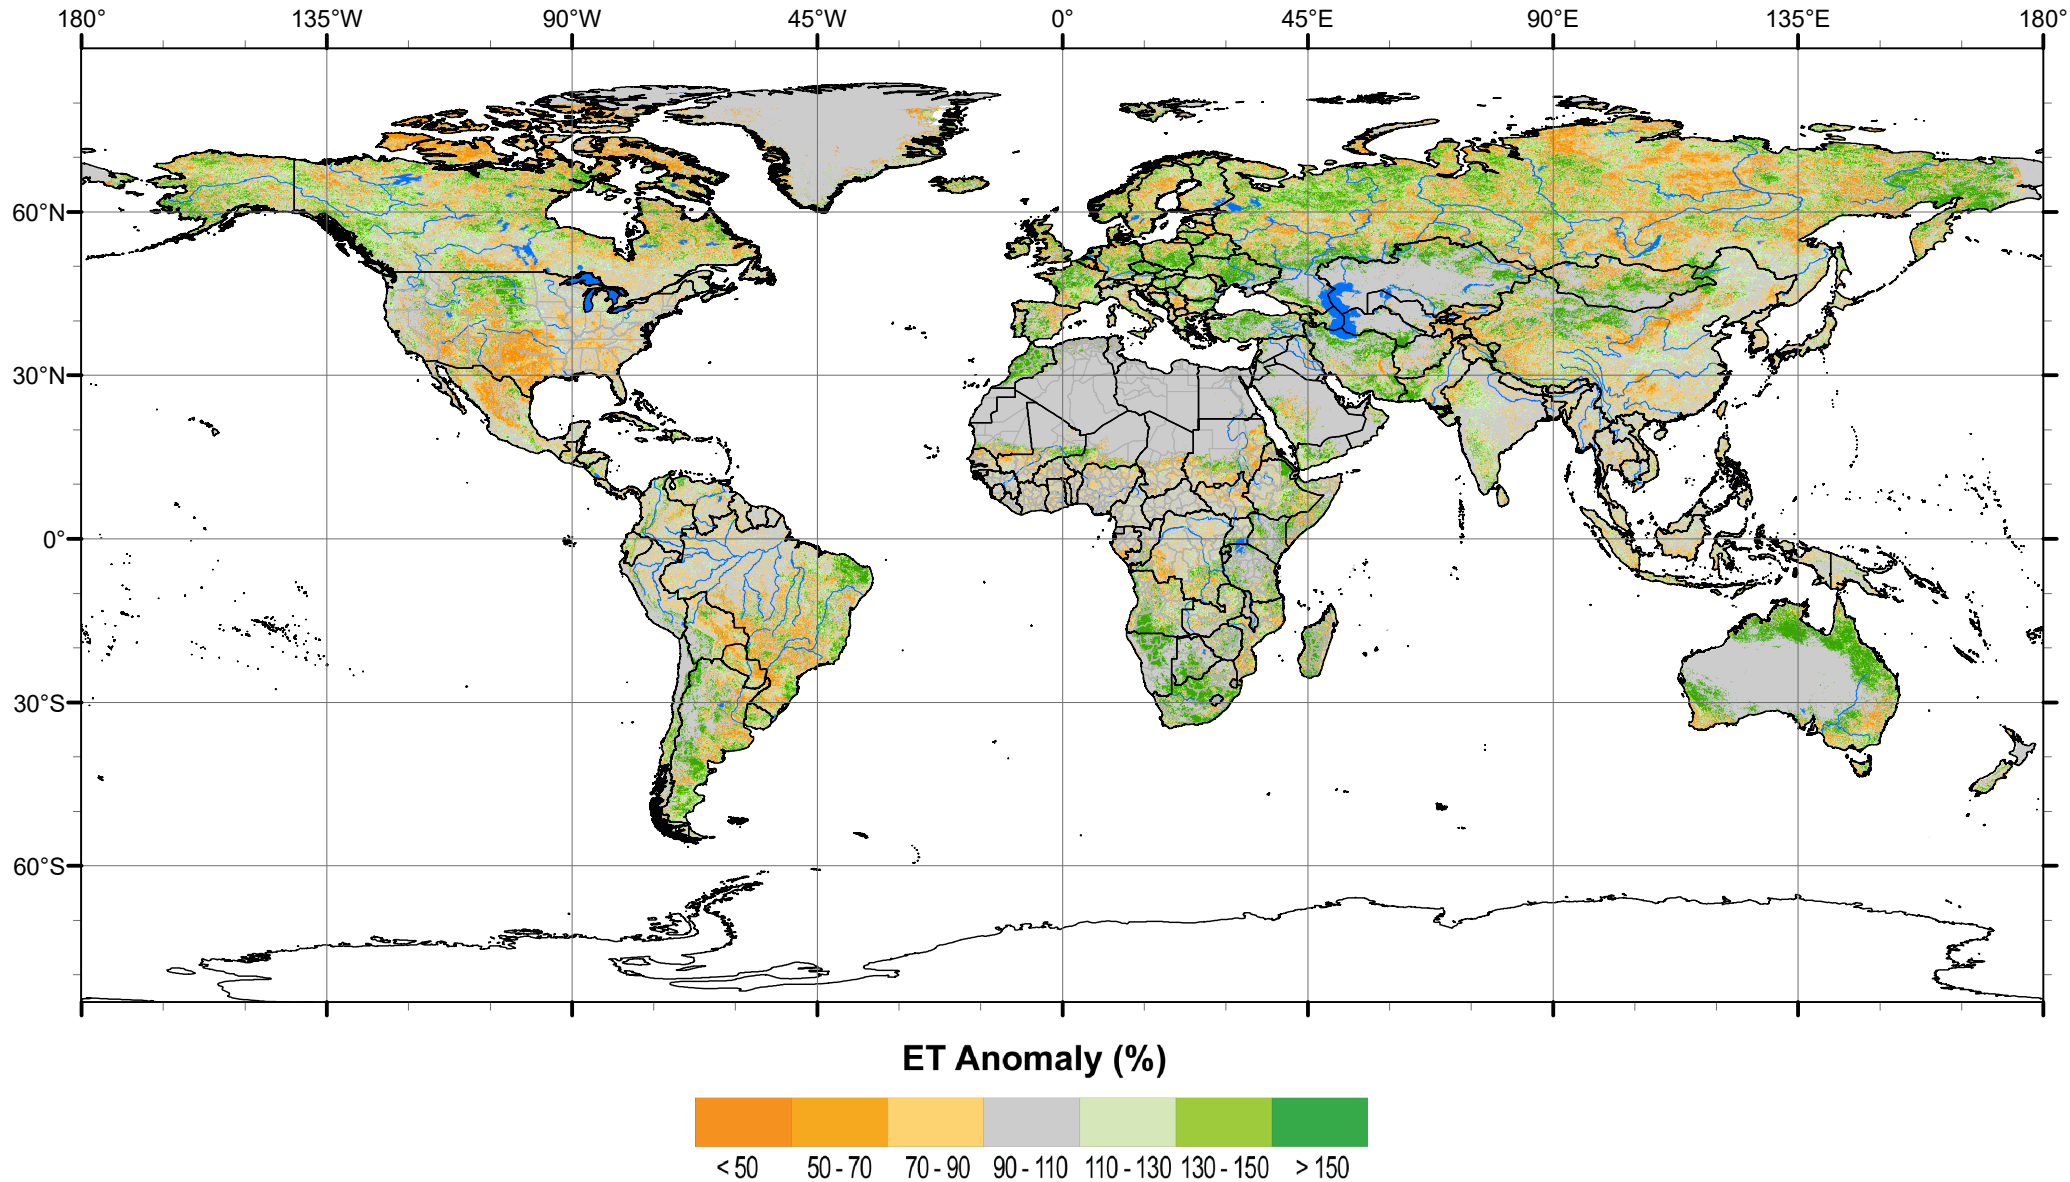 180° 135°W 90°W 45°W 0° 45°E 90°E 135°E 180°
60°N
30°N
0°
30°S
60°S
ET Anomaly (%)
< 50 50 - 70 70 - 90 90 - 110 110 - 130 130 - 150 > 150